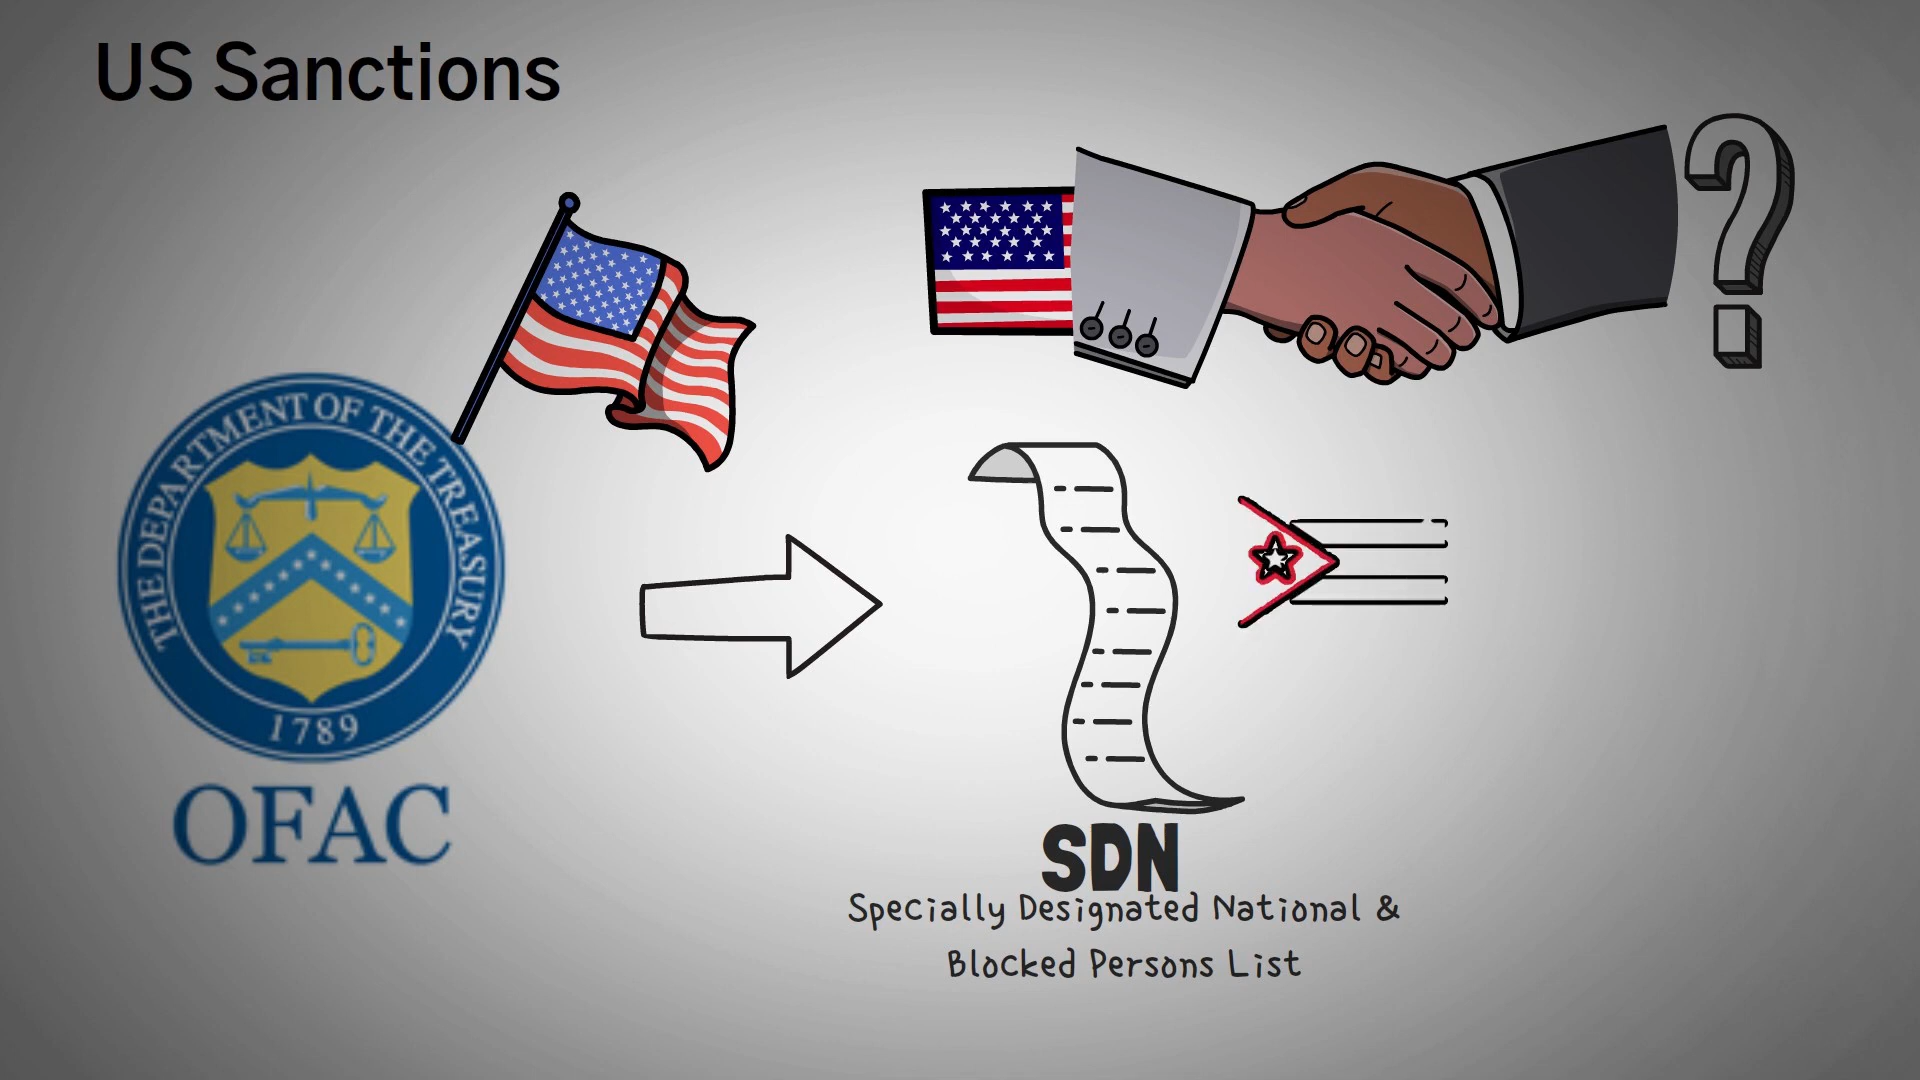 US Sanctions
THE DEPARTMENT OF THE TREASURY
1789
OFAC
?
SDN
Specially Designated National &
Blocked Persons List